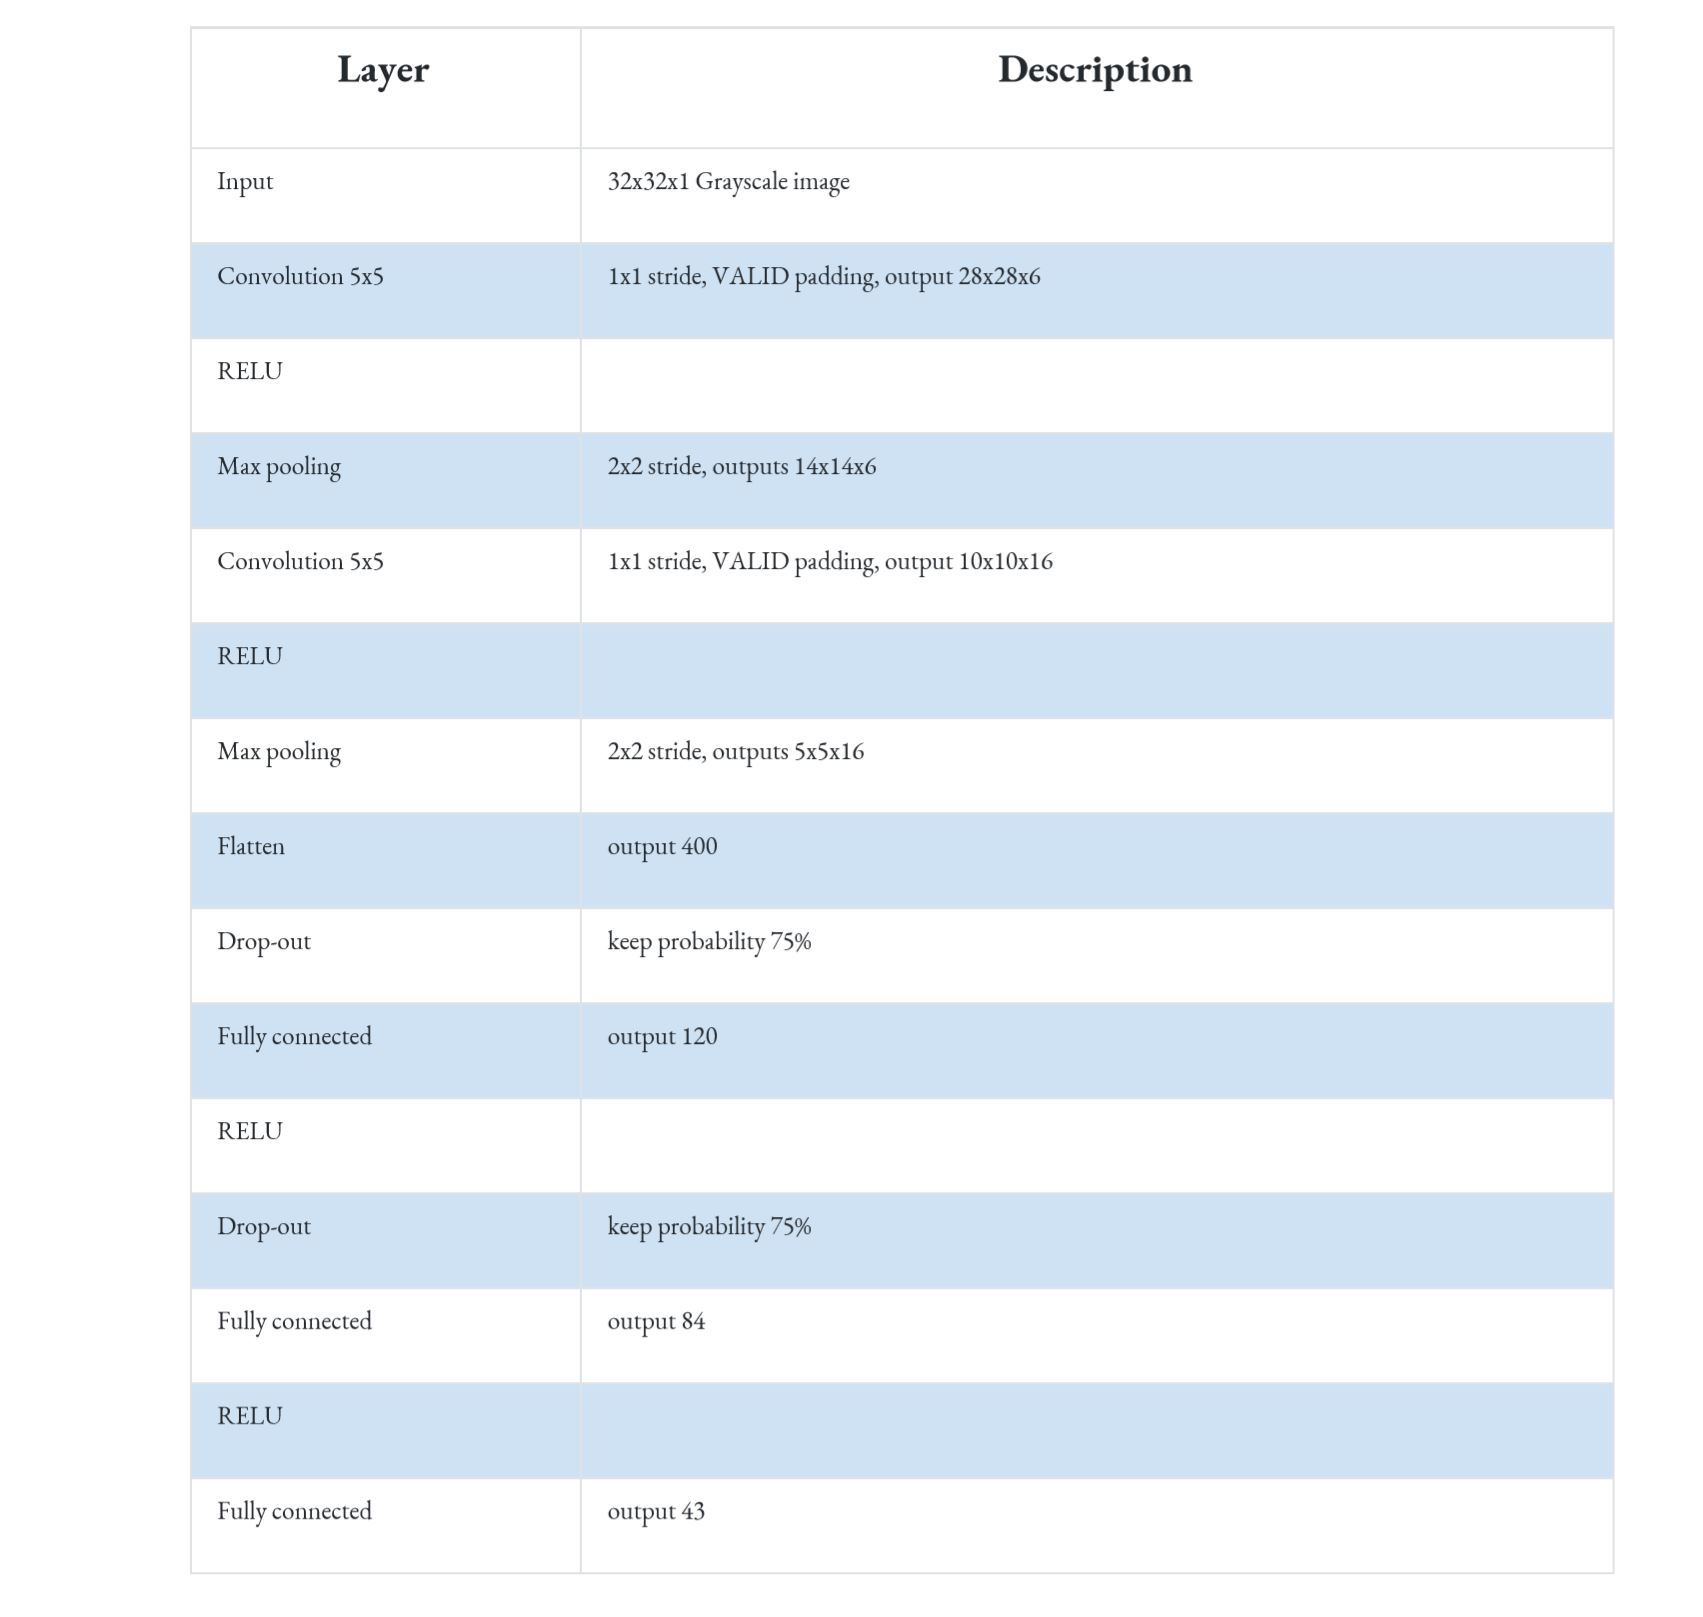 Layer Description
Input 32x32x1 Grayscale image
Convolution 5x5 1x1 stride, VALID padding, output 28x28x6
RELU
Max pooling 2x2 stride, outputs 14x14x6
Convolution 5x5 1x1 stride, VALID padding, output 10x10x16
RELU
Max pooling 2x2 stride, outputs 5x5x16
Flatten output 400
Drop-out keep probability 75%
Fully connected output 120
RELU
Drop-out keep probability 75%
Fully connected output 84
RELU
Fully connected output 43